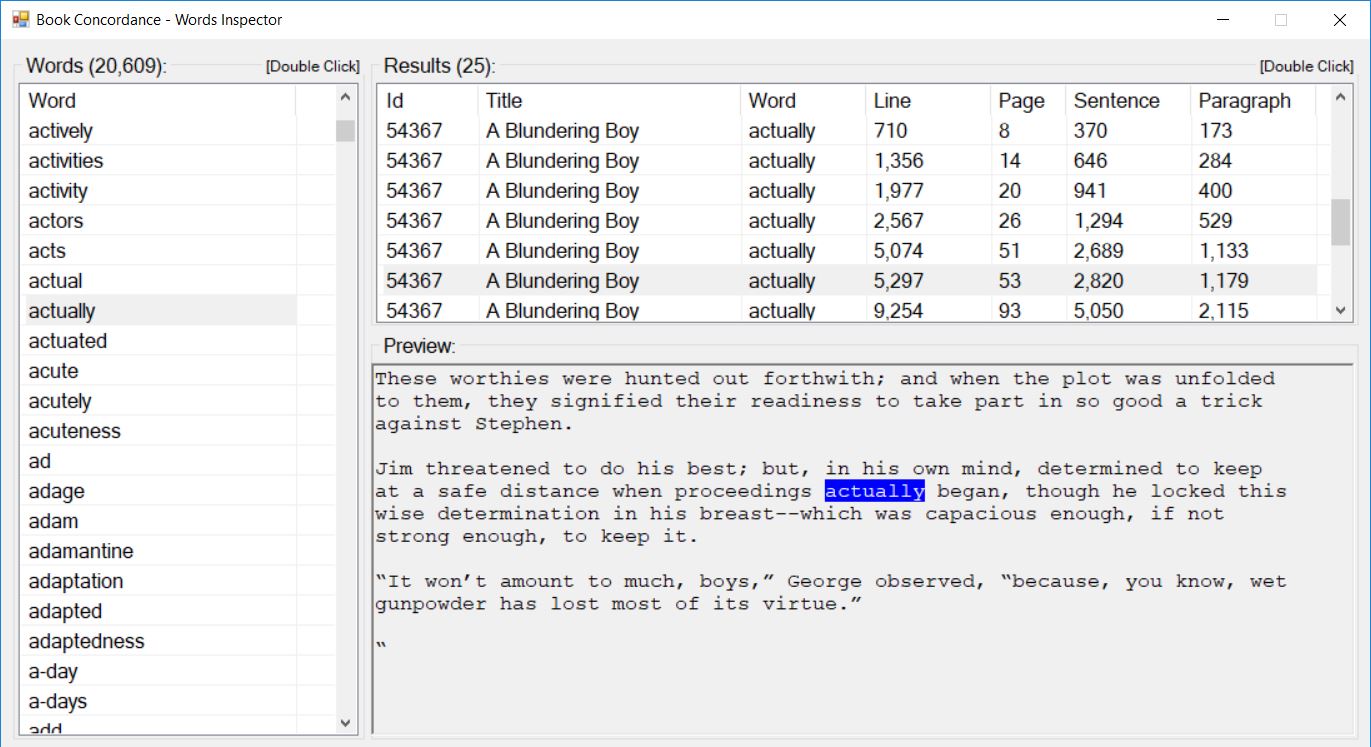 Book Concordance - Words Inspector
Words (20,609): [Double Click]
Word
actively
activities
activity
actors
acts
actual
actually
actuated
acute
acutely
acuteness
ad
adage
adam
adamantine
adaptation
adapted
adaptedness
a-day
a-days
add
Results (25): [Double Click]
Id Title Word Line Page Sentence Paragraph
54367 A Blundering Boy actually 710 8 370 173
54367 A Blundering Boy actually 1,356 14 646 284
54367 A Blundering Boy actually 1,977 20 941 400
54367 A Blundering Boy actually 2,567 26 1,294 529
54367 A Blundering Boy actually 5,074 51 2,689 1,133
54367 A Blundering Boy actually 5,297 53 2,820 1,179
54367 A Blundering Boy actually 9,254 93 5,050 2,115
Preview:
These worthies were hunted out forthwith; and when the plot was unfolded
to them, they signified their readiness to take part in so good a trick
against Stephen.
Jim threatened to do his best; but, in his own mind, determined to keep
at a safe distance when proceedings actually began, though he locked this
wise determination in his breast--which was capacious enough, if not
strong enough, to keep it.
“It won’t amount to much, boys,” George observed, “because, you know, wet
gunpowder has lost most of its virtue.”
“